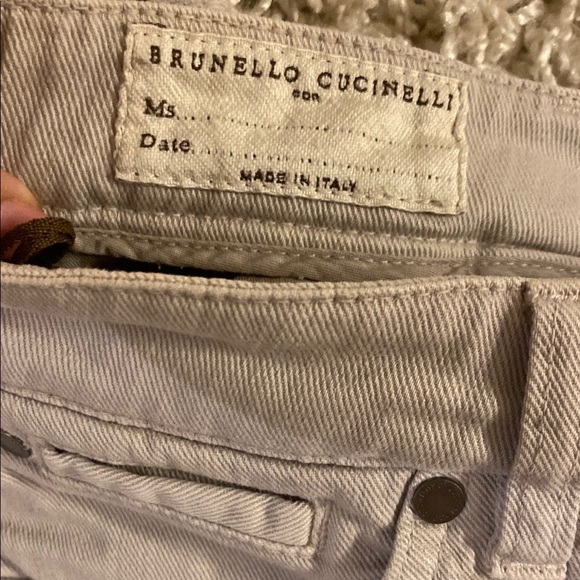 BRUNELLO CUCINELLI
FOR
Ms..............................
Date..............................
MADE IN ITALY